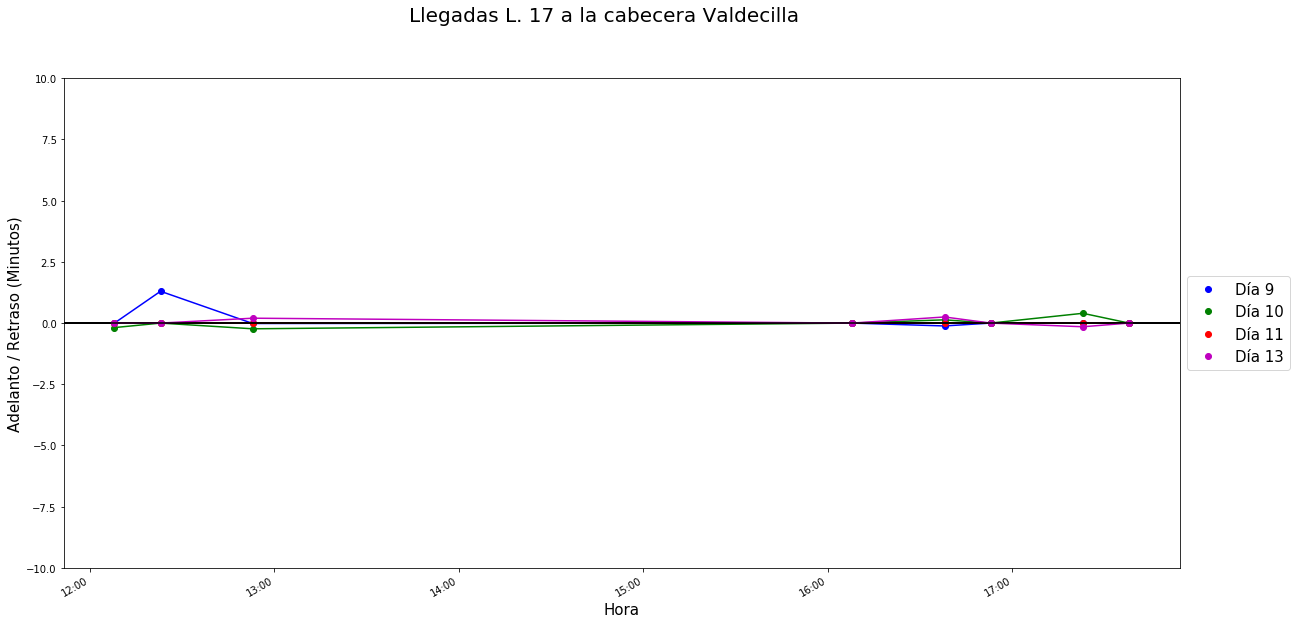 Llegadas L. 17 a la cabecera Valdecilla
Adelanto / Retraso (Minutos)
10.0
7.5
5.0
2.5
0.0
−2.5
−5.0
−7.5
−10.0
12:00
13:00
14:00
15:00
16:00
17:00
Hora
Día 9
Día 10
Día 11
Día 13